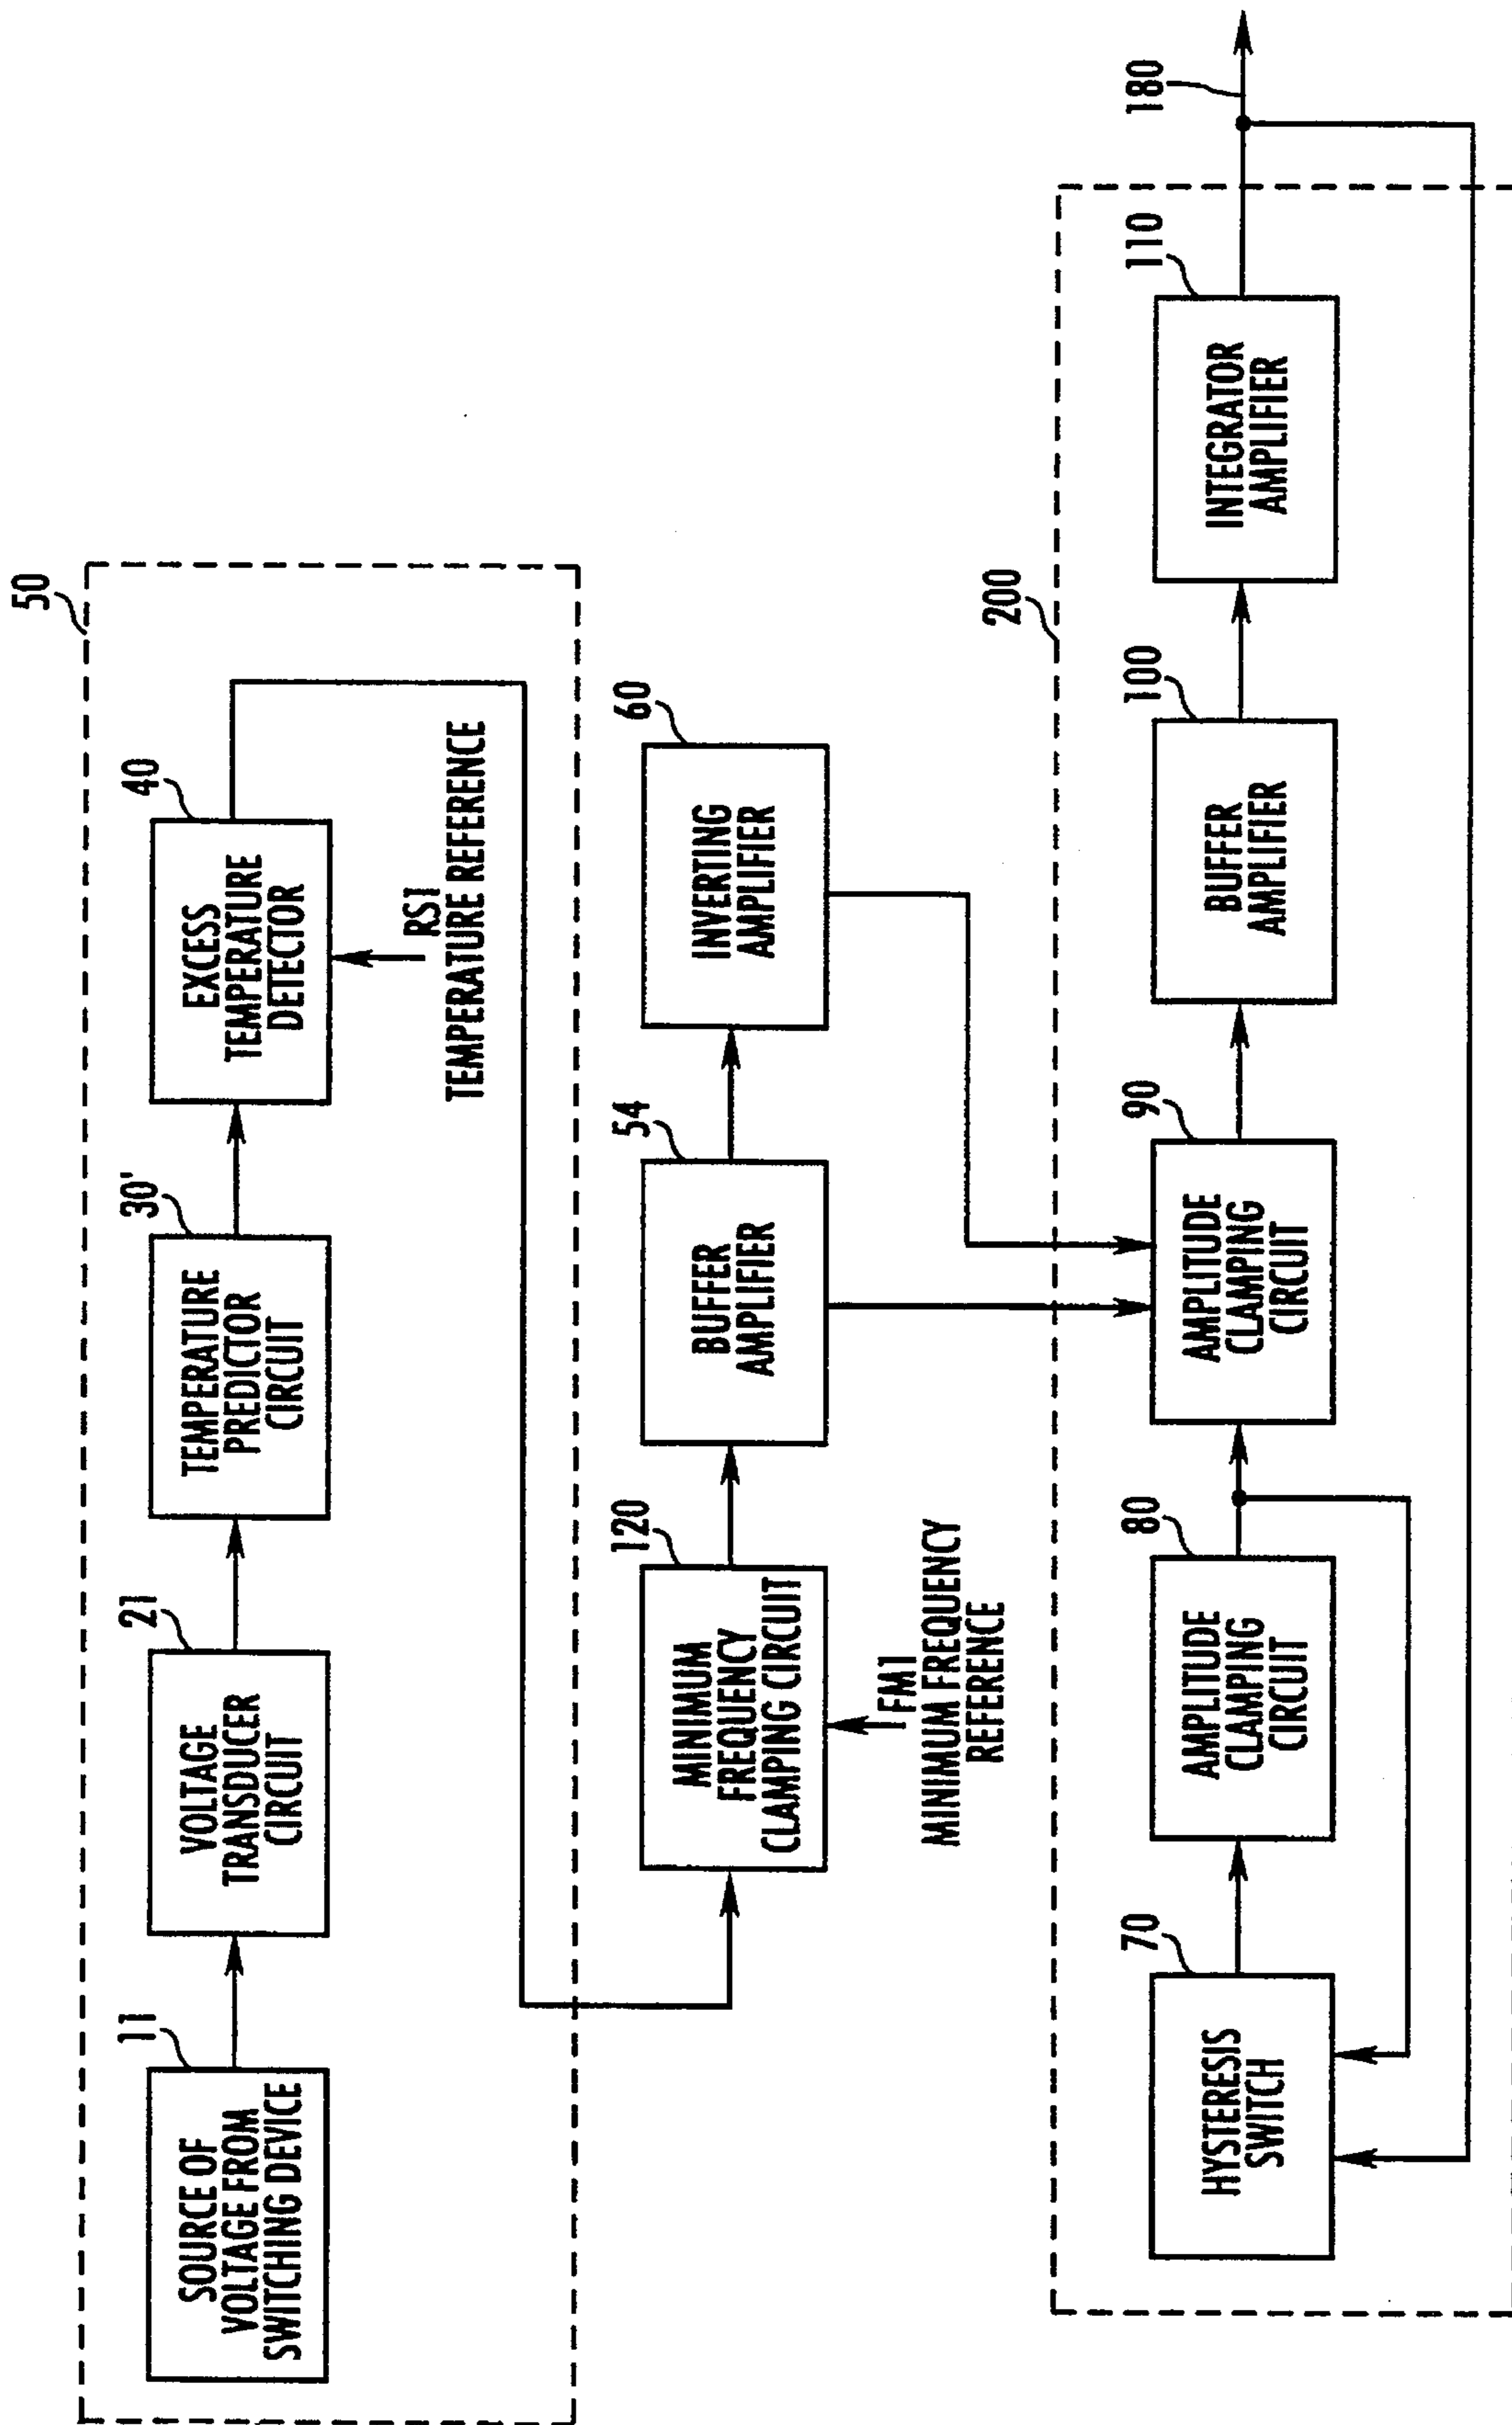 50
11
SOURCE OF
VOLTAGE FROM
SWITCHING DEVICE
21
VOLTAGE
TRANSDUCER
CIRCUIT
30'
TEMPERATURE
PREDICTOR
CIRCUIT
40
EXCESS
TEMPERATURE
DETECTOR
RS1
TEMPERATURE REFERENCE
120
MINIMUM
FREQUENCY
CLAMPING CIRCUIT
FM1
MINIMUM FREQUENCY
REFERENCE
54
BUFFER
AMPLIFIER
60
INVERTING
AMPLIFIER
200
70
HYSTERESIS
SWITCH
80
AMPLITUDE
CLAMPING
CIRCUIT
90
AMPLITUDE
CLAMPING
CIRCUIT
100
BUFFER
AMPLIFIER
110
INTEGRATOR
AMPLIFIER
180